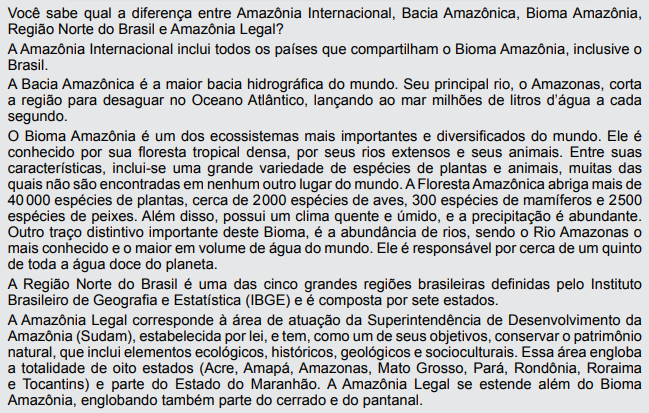 Você sabe qual a diferença entre Amazônia Internacional, Bacia Amazônica, Bioma Amazônia,
Região Norte do Brasil e Amazônia Legal?
A Amazônia Internacional inclui todos os países que compartilham o Bioma Amazônia, inclusive o
Brasil.
A Bacia Amazônica é a maior bacia hidrográfica do mundo. Seu principal rio, o Amazonas, corta
a região para desaguar no Oceano Atlântico, lançando ao mar milhões de litros d’água a cada
segundo.
O Bioma Amazônia é um dos ecossistemas mais importantes e diversificados do mundo. Ele é
conhecido por sua floresta tropical densa, por seus rios extensos e seus animais. Entre suas
características, inclui-se uma grande variedade de espécies de plantas e animais, muitas das
quais não são encontradas em nenhum outro lugar do mundo. A Floresta Amazônica abriga mais de
40 000 espécies de plantas, cerca de 2 000 espécies de aves, 300 espécies de mamíferos e 2 500
espécies de peixes. Além disso, possui um clima quente e úmido, e a precipitação é abundante.
Outro traço distintivo importante deste Bioma, é a abundância de rios, sendo o Rio Amazonas o
mais conhecido e o maior em volume de água do mundo. Ele é responsável por cerca de um quinto
de toda a água doce do planeta.
A Região Norte do Brasil é uma das cinco grandes regiões brasileiras definidas pelo Instituto
Brasileiro de Geografia e Estatística (IBGE) e é composta por sete estados.
A Amazônia Legal corresponde à área de atuação da Superintendência de Desenvolvimento da
Amazônia (Sudam), estabelecida por lei, e tem, como um de seus objetivos, conservar o patrimônio
natural, que inclui elementos ecológicos, históricos, geológicos e socioculturais. Essa área engloba
a totalidade de oito estados (Acre, Amapá, Amazonas, Mato Grosso, Pará, Rondônia, Roraima
e Tocantins) e parte do Estado do Maranhão. A Amazônia Legal se estende além do Bioma
Amazônia, englobando também parte do cerrado e do pantanal.